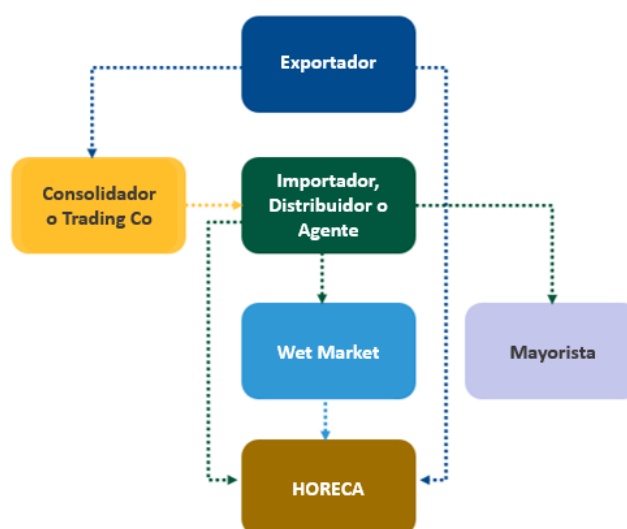 Exportador
Consolidador
o Trading Co
Importador,
Distribuidor o
Agente
Wet Market
Mayorista
HORECA